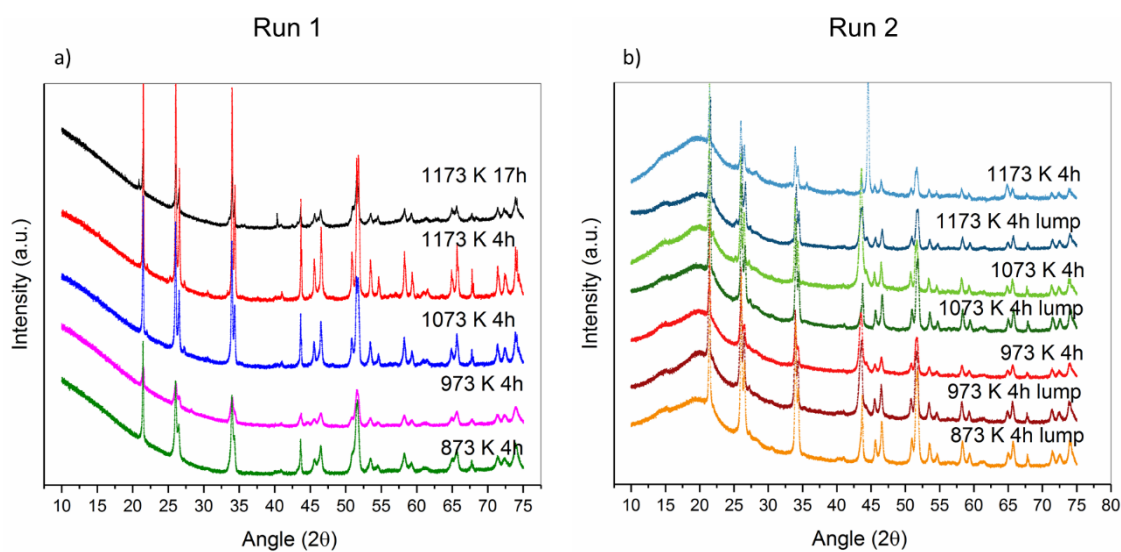 Run 1
a)
1173 K 17h
1173 K 4h
1073 K 4h
973 K 4h
873 K 4h
Intensity (a.u.)
10 15 20 25 30 35 40 45 50 55 60 65 70 75
Angle (2θ)
Run 2
b)
1173 K 4h
1173 K 4h lump
1073 K 4h
1073 K 4h lump
973 K 4h
973 K 4h lump
873 K 4h lump
Intensity (a.u.)
10 15 20 25 30 35 40 45 50 55 60 65 70 75 80
Angle (2θ)